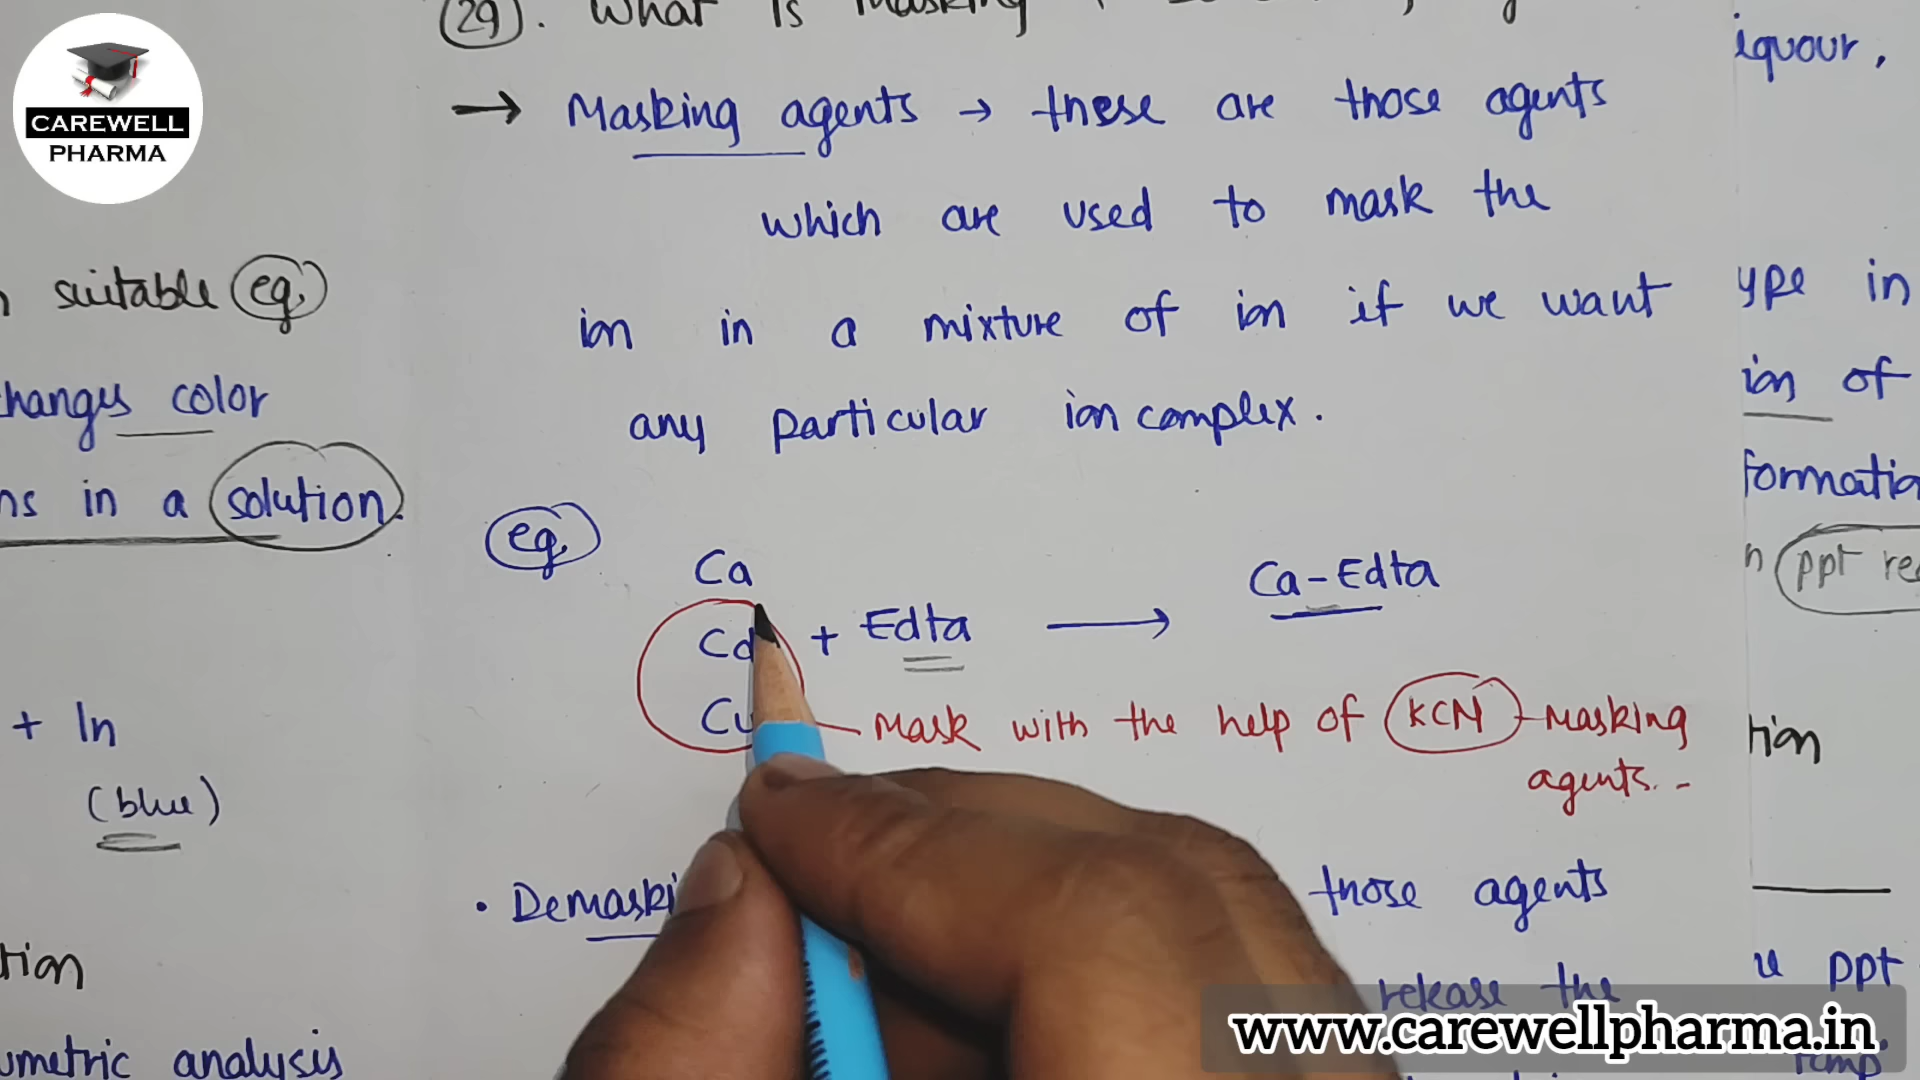 CAREWELL
PHARMA
(29). What is Masking
→ Masking agents → these are those agents
which are used to mask the
ion in a mixture of ion if we want
any particular ion complex.
eg.
Ca
Cd + Edta → Ca-Edta
Cu
Mask with the help of KCN - Masking
agents..
• Demaski
those agents
release the
suitable eg.
hanges color
ns in a solution.
+ In
(blue)
tion
umetric analysis
iquour,
ype in
ion of
formatio
n ppt re
tion
u ppt
www.carewellpharma.in